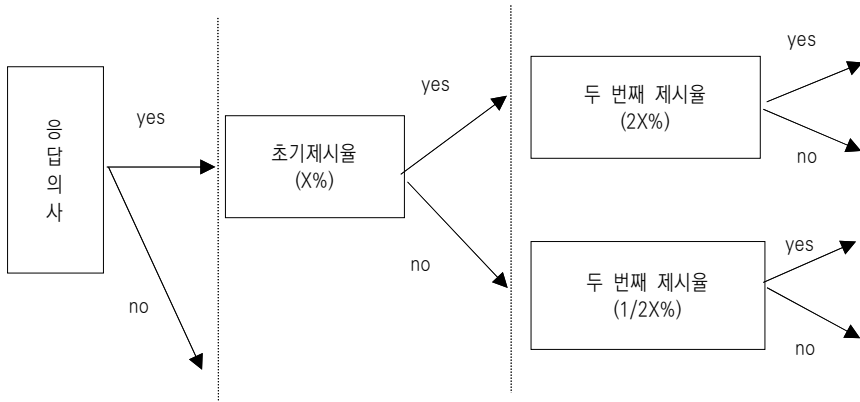 응
답
의
사
yes
no
초기제시율
(X%)
yes
no
두 번째 제시율
(2X%)
yes
no
두 번째 제시율
(1/2X%)
yes
no